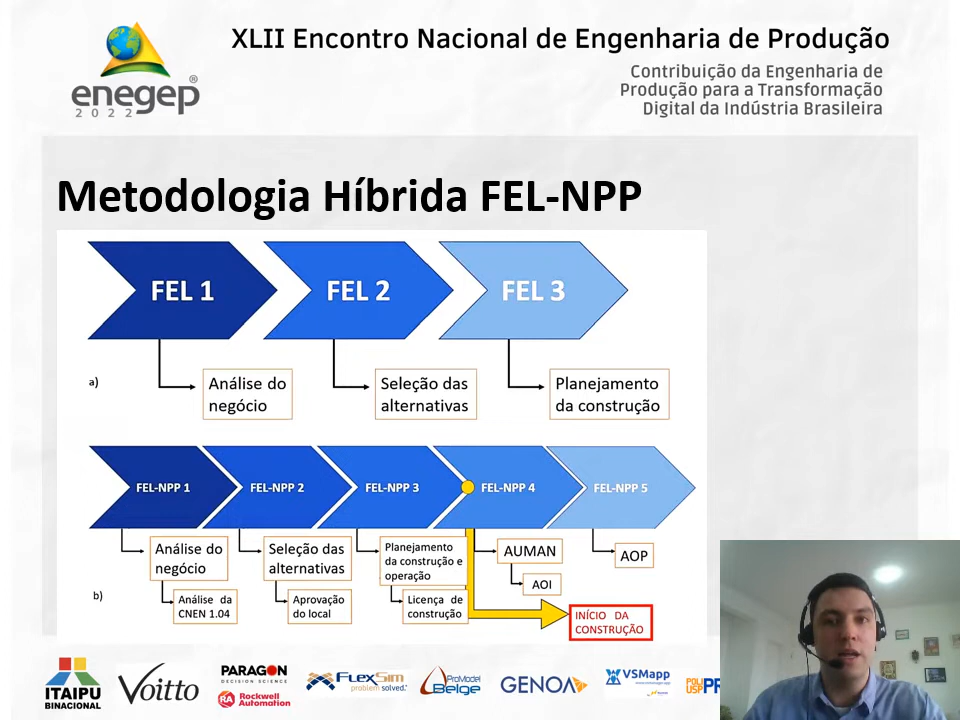 XLII Encontro Nacional de Engenharia de Produção
Contribuição da Engenharia de
Produção para a Transformação
Digital da Indústria Brasileira
enegep®
2022
Metodologia Híbrida FEL-NPP
FEL 1
FEL 2
FEL 3
a)
Análise do
negócio
Seleção das
alternativas
Planejamento
da construção
FEL-NPP 1
FEL-NPP 2
FEL-NPP 3
FEL-NPP 4
FEL-NPP 5
b)
Análise do
negócio
Análise da
CNEN 1.04
Seleção das
alternativas
Aprovação
do local
Planejamento
da construção e
operação
Licença de
construção
AUMAN
AOI
AOP
INÍCIO DA
CONSTRUÇÃO
ITAIPU
BINACIONAL
Voitto
PARAGON
DECISION SCIENCE
RA Rockwell
Automation
FlexSim
problem solved.
ProModel
Belge
GENOA
VSMapp
POLI
USP PR